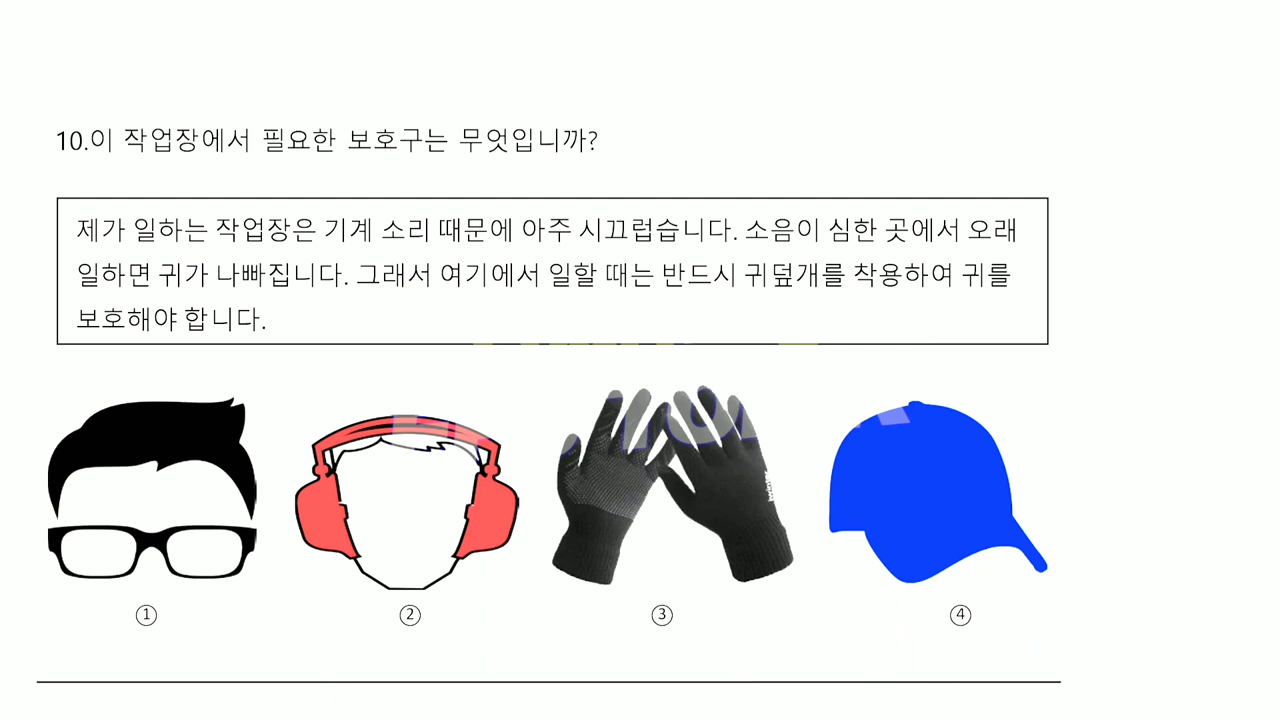 10.이 작업장에서 필요한 보호구는 무엇입니까?
제가 일하는 작업장은 기계 소리 때문에 아주 시끄럽습니다. 소음이 심한 곳에서 오래
일하면 귀가 나빠집니다. 그래서 여기에서 일할 때는 반드시 귀덮개를 착용하여 귀를
보호해야 합니다.
① ② ③ ④